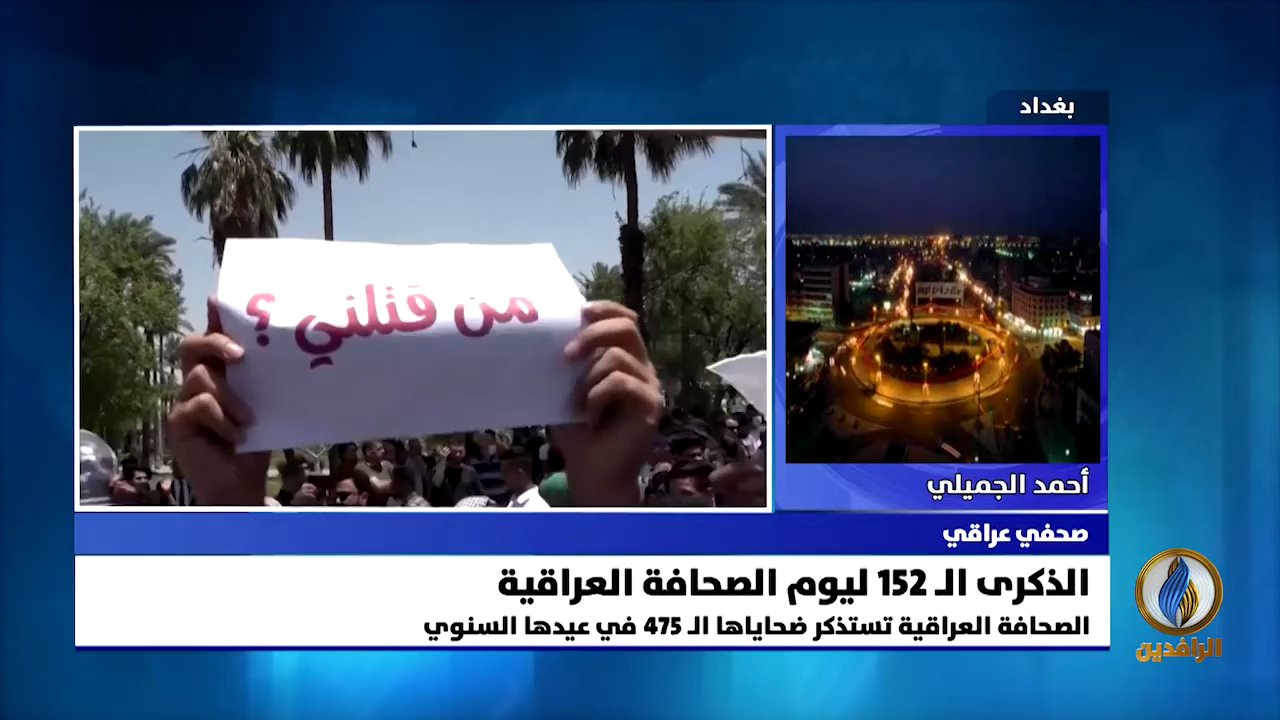 بغداد
من قتلني ؟
أحمد الجميلي
صحفي عراقي
الذكرى الـ 152 ليوم الصحافة العراقية
الصحافة العراقية تستذكر ضحاياها الـ 475 في عيدها السنوي
الرافدين